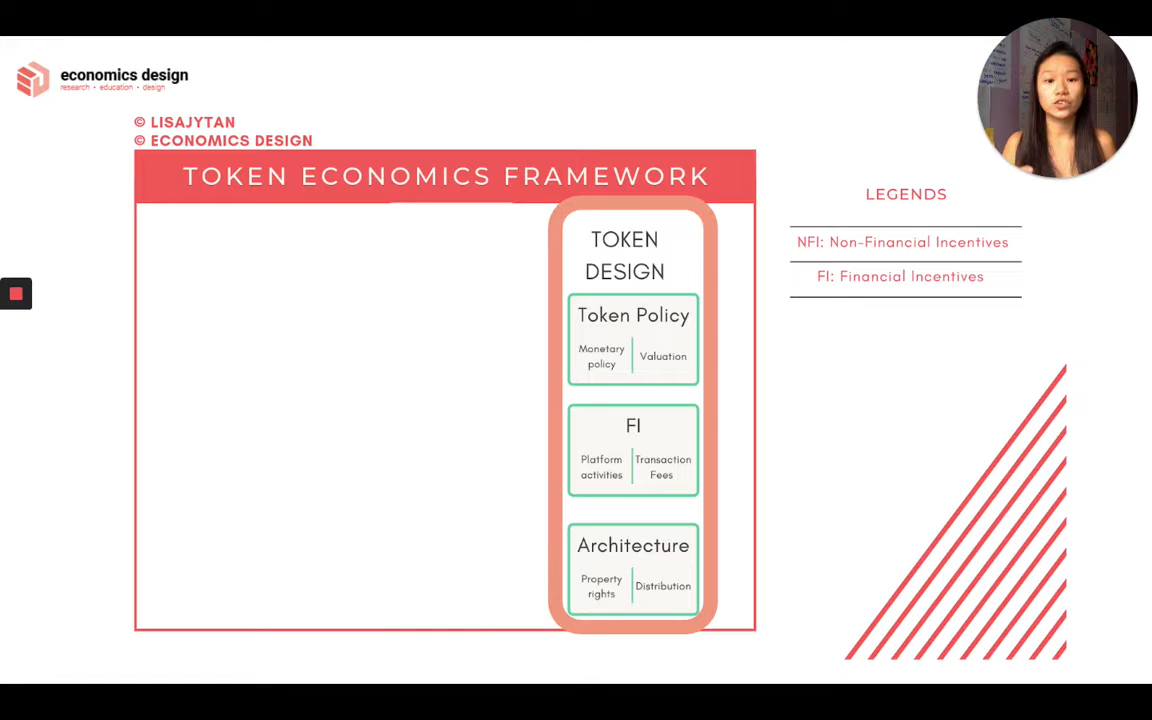 economics design
research • education • design
© LISAJYTAN
© ECONOMICS DESIGN
TOKEN ECONOMICS FRAMEWORK
TOKEN
DESIGN
Token Policy
Monetary
policy
Valuation
FI
Platform
activities
Transaction
Fees
Architecture
Property
rights
Distribution
LEGENDS
NFI: Non-Financial Incentives
FI: Financial Incentives